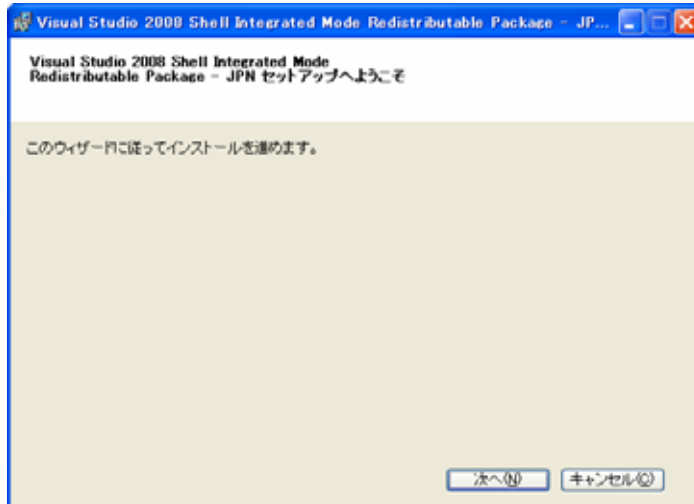 Visual Studio 2008 Shell Integrated Mode Redistributable Package - JP...
Visual Studio 2008 Shell Integrated Mode
Redistributable Package - JPN セットアップへようこそ
このウィザードに従ってインストールを進めます。
次へ(N)
キャンセル(C)